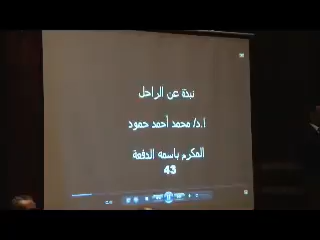 نبذة عن الراحل
ا.د/ محمد أحمد حمود
المكرم باسمه الدفعة
43